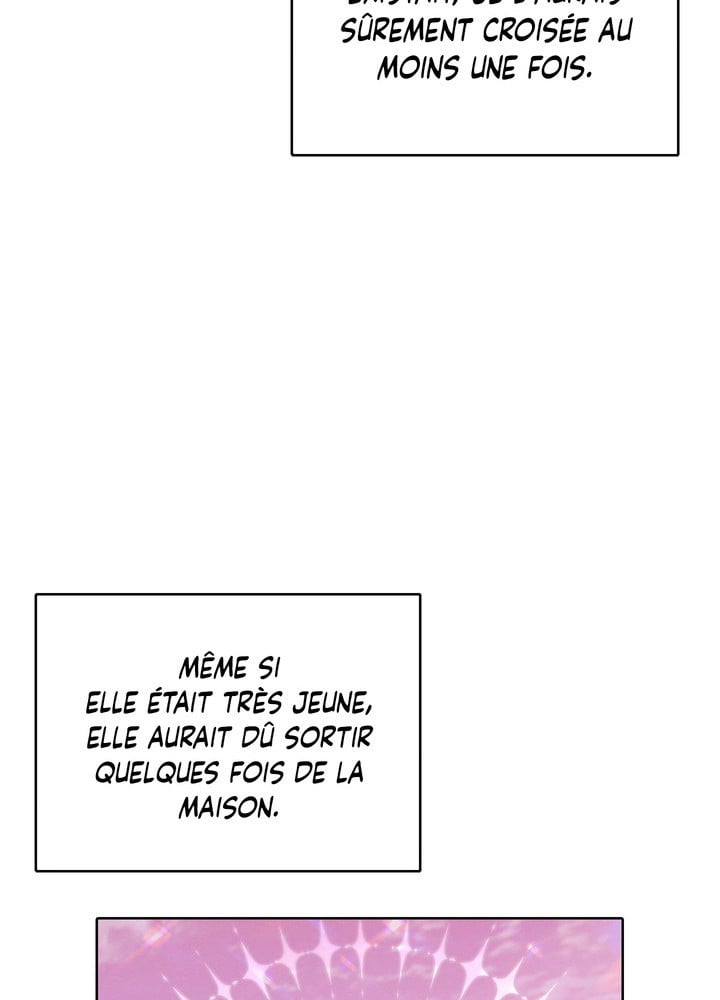 SÛREMENT CROISÉE AU
MOINS UNE FOIS.
MÊME SI
ELLE ÉTAIT TRÈS JEUNE,
ELLE AURAIT DÛ SORTIR
QUELQUES FOIS DE LA
MAISON.